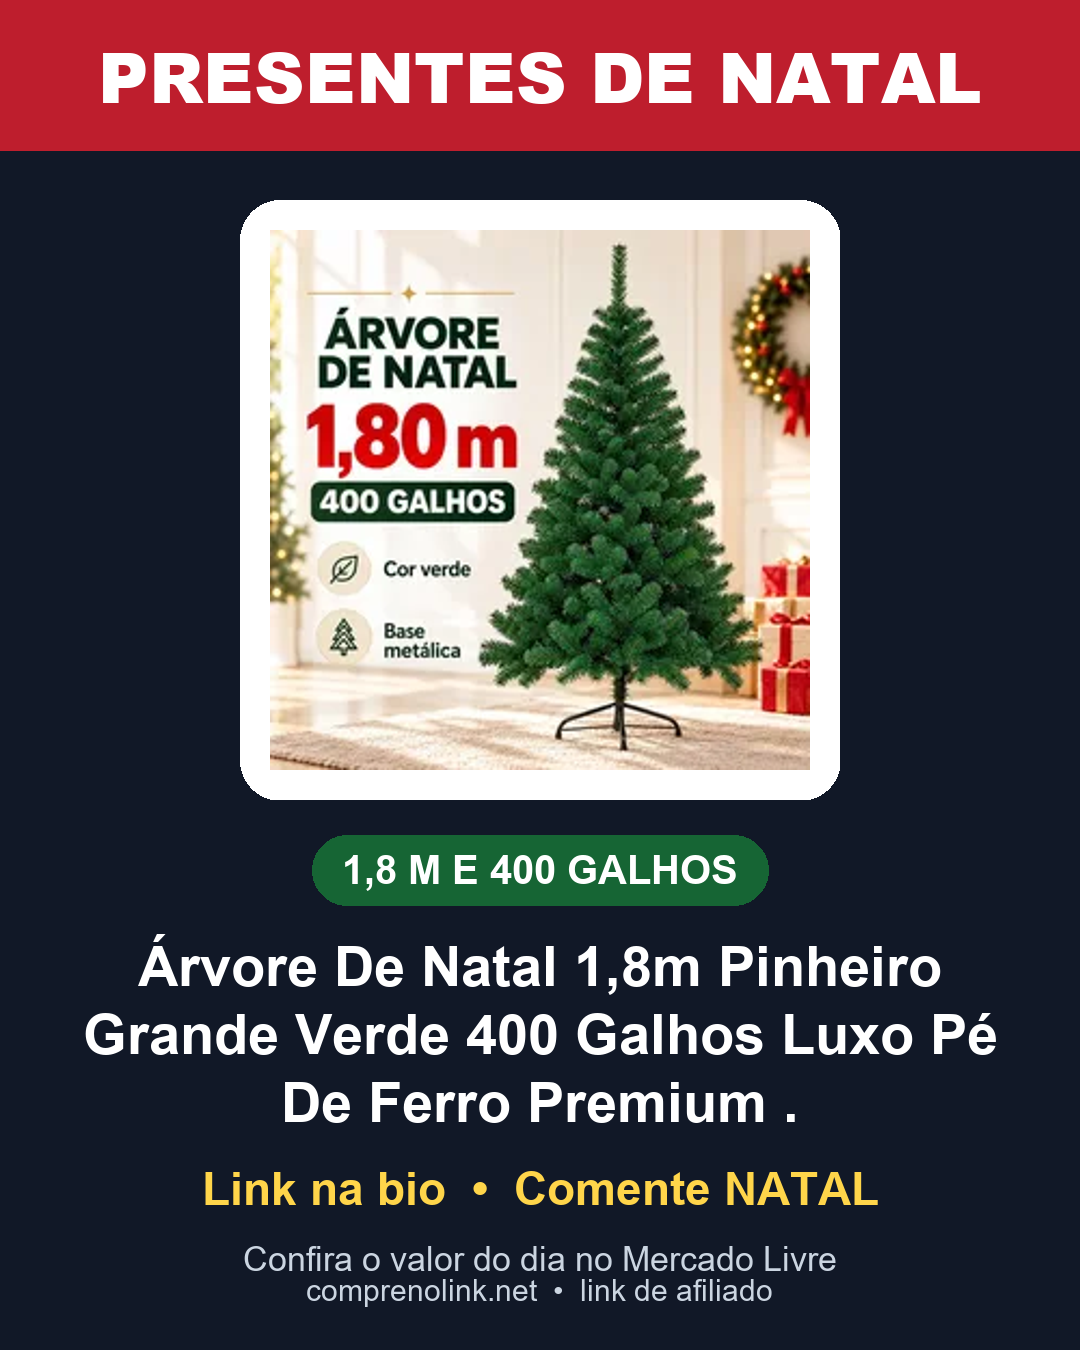 PRESENTES DE NATAL
ÁRVORE
DE NATAL
1,80 m
400 GALHOS
Cor verde
Base
metálica
1,8 M E 400 GALHOS
Árvore De Natal 1,8m Pinheiro
Grande Verde 400 Galhos Luxo Pé
De Ferro Premium .
Link na bio • Comente NATAL
Confira o valor do dia no Mercado Livre
comprenolink.net • link de afiliado